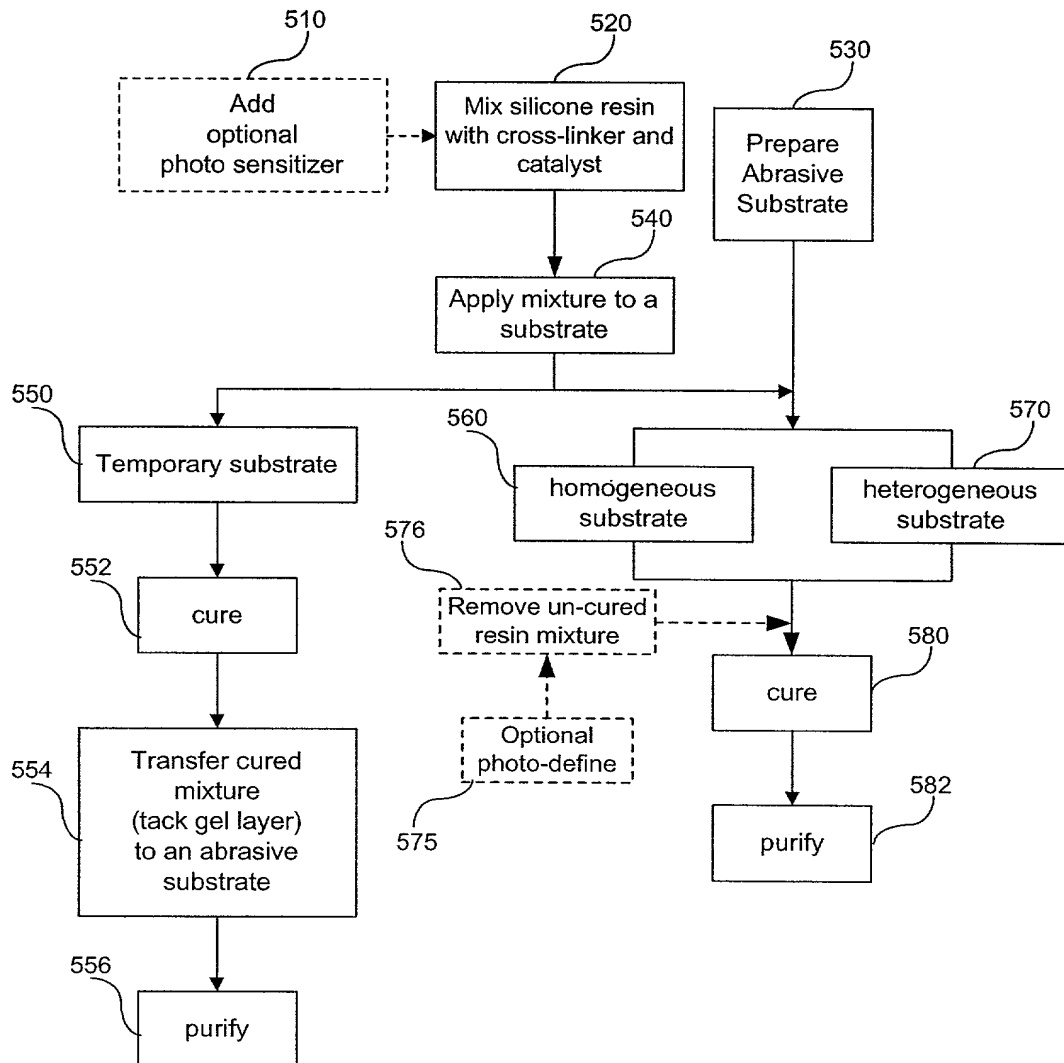 510
520
530
Add
optional
photo sensitizer
Mix silicone resin
with cross-linker and
catalyst
Prepare
Abrasive
Substrate
540
Apply mixture to a
substrate
550
Temporary substrate
560
homogeneous
substrate
570
heterogeneous
substrate
552
cure
576
Remove un-cured
resin mixture
580
cure
Optional
photo-define
575
554
Transfer cured
mixture
(tack gel layer)
to an abrasive
substrate
582
purify
556
purify